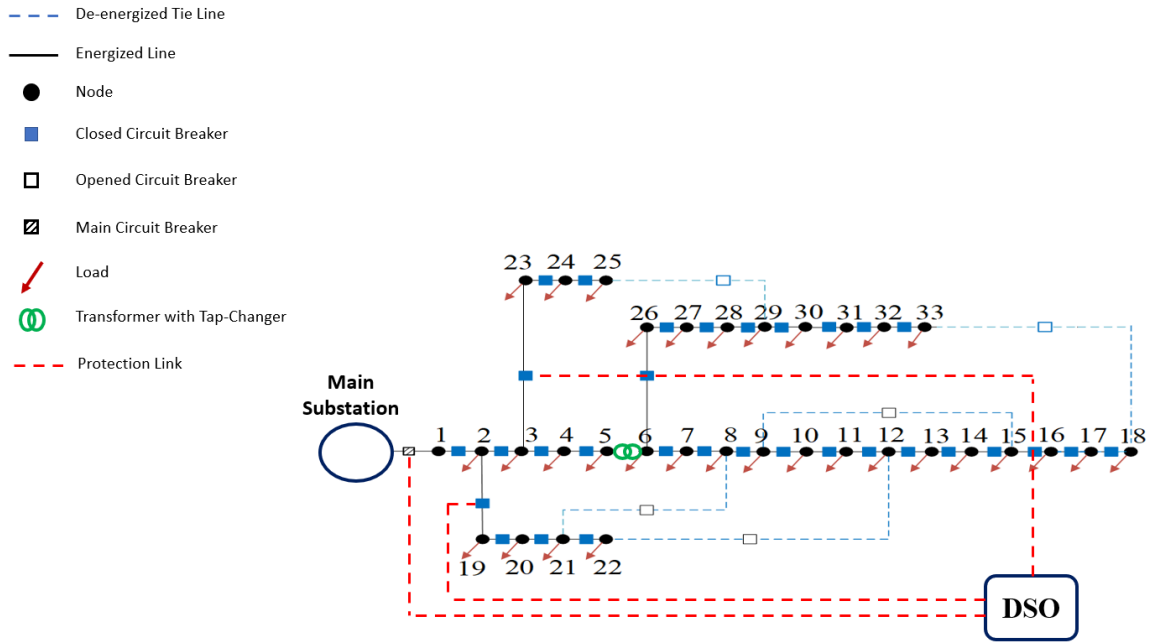 De-energized Tie Line
Energized Line
Node
Closed Circuit Breaker
Opened Circuit Breaker
Main Circuit Breaker
Load
Transformer with Tap-Changer
Protection Link
23 24 25
26 27 28 29 30 31 32 33
Main
Substation
1 2 3 4 5 6 7 8 9 10 11 12 13 14 15 16 17 18
19 20 21 22
DSO